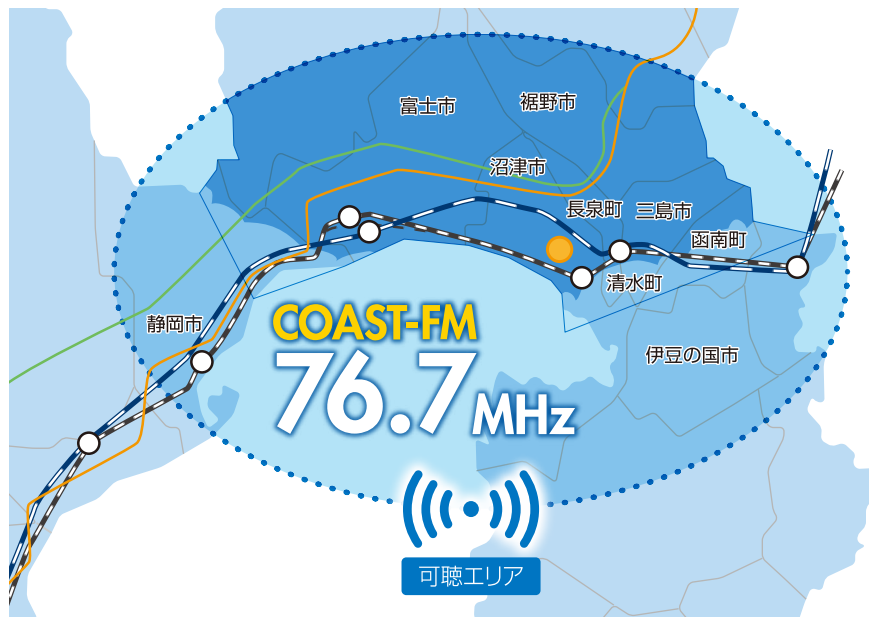 富士市
裾野市
沼津市
長泉町
三島市
函南町
清水町
静岡市
伊豆の国市
COAST-FM
76.7MHz
可聴エリア